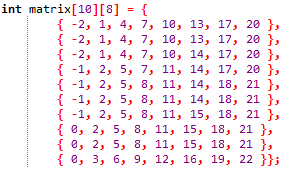 int matrix[10][8] = {
{ -2, 1, 4, 7, 10, 13, 17, 20 },
{ -2, 1, 4, 7, 10, 13, 17, 20 },
{ -2, 1, 4, 7, 10, 14, 17, 20 },
{ -1, 2, 5, 7, 11, 14, 17, 20 },
{ -1, 2, 5, 8, 11, 14, 18, 21 },
{ -1, 2, 5, 8, 11, 14, 18, 21 },
{ -1, 2, 5, 8, 11, 15, 18, 21 },
{ 0, 2, 5, 8, 11, 15, 18, 21 },
{ 0, 2, 5, 8, 11, 15, 18, 21 },
{ 0, 3, 6, 9, 12, 16, 19, 22 }};